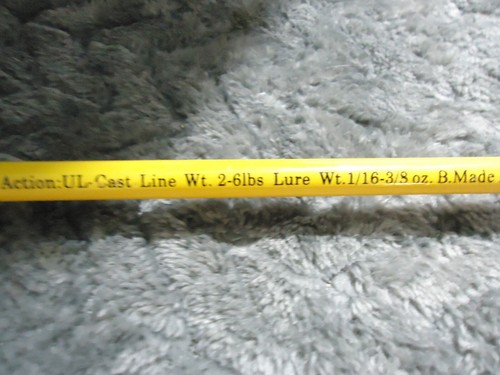 Action:UL-Cast Line Wt. 2-6lbs Lure Wt.1/16-3/8 oz. B.Made